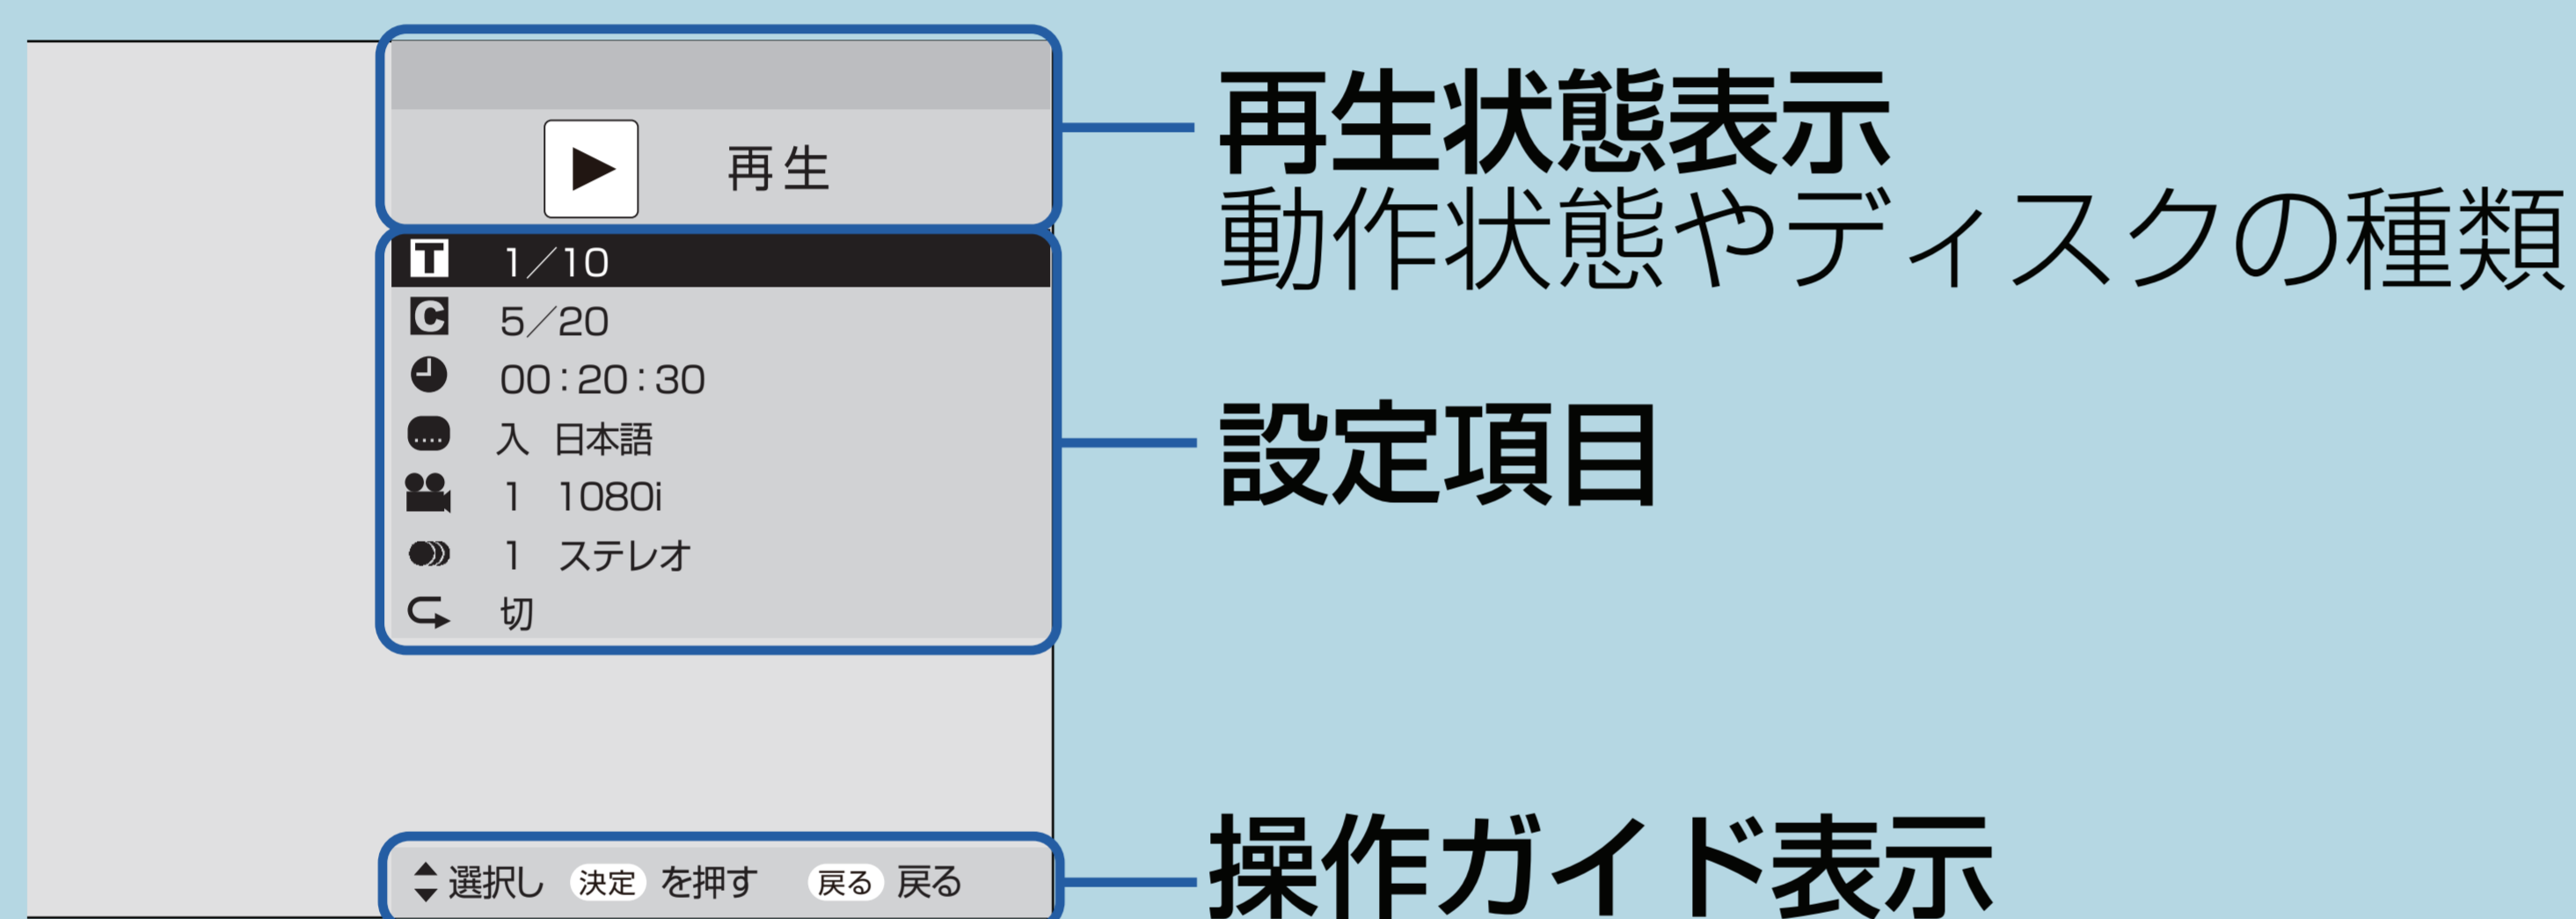 再生
T 1／10
C 5／20
00:20:30
入 日本語
1 1080i
1 ステレオ
切
選択し 決定 を押す 戻る 戻る
再生状態表示
動作状態やディスクの種類
設定項目
操作ガイド表示